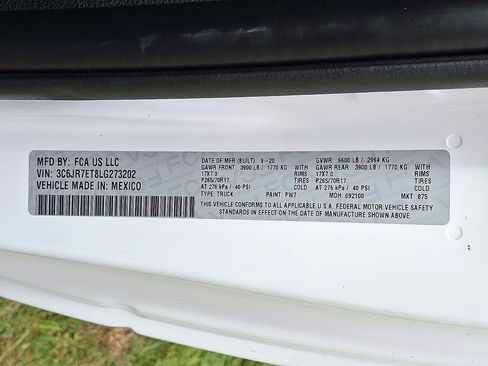 MFD BY: FCA US LLC
VIN: 3C6JR7ET8LG273202
VEHICLE MADE IN: MEXICO
DATE OF MFR (BUILT): 9-20
GAWR FRONT: 3900 LB / 1770 KG WITH
17X7.0 RIMS
P265/70R17 TIRES
AT 276 kPa / 40 PSI COLD
TYPE: TRUCK PAINT: PW7
GVWR: 6600 LB / 2994 KG
GAWR REAR: 3900 LB / 1770 KG WITH
17X7.0 RIMS
P265/70R17 TIRES
AT 276 kPa / 40 PSI COLD
MDH: 092100 MKT: 875
THIS VEHICLE CONFORMS TO ALL APPLICABLE U.S.A. FEDERAL MOTOR VEHICLE SAFETY
STANDARDS IN EFFECT ON THE DATE OF MANUFACTURE SHOWN ABOVE